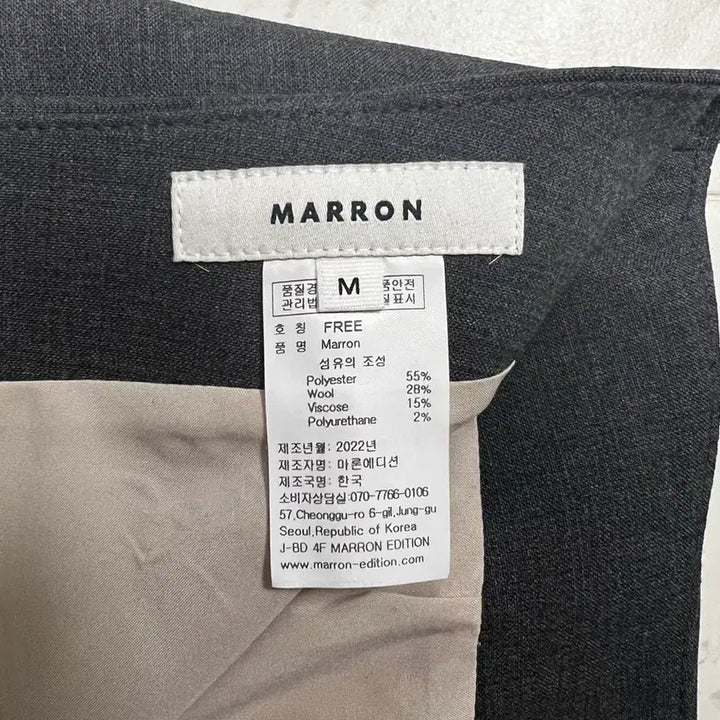 MARRON
M
품질경 품안전
관리법 질표시
호 칭 FREE
품 명 Marron
섬유의 조성
Polyester 55%
Wool 28%
Viscose 15%
Polyurethane 2%
제조년월: 2022년
제조자명: 마론에디션
제조국명: 한국
소비자상담실:070-7766-0106
57,Cheonggu-ro 6-gil,Jung-gu
Seoul,Republic of Korea
J-BD 4F MARRON EDITION
www.marron-edition.com